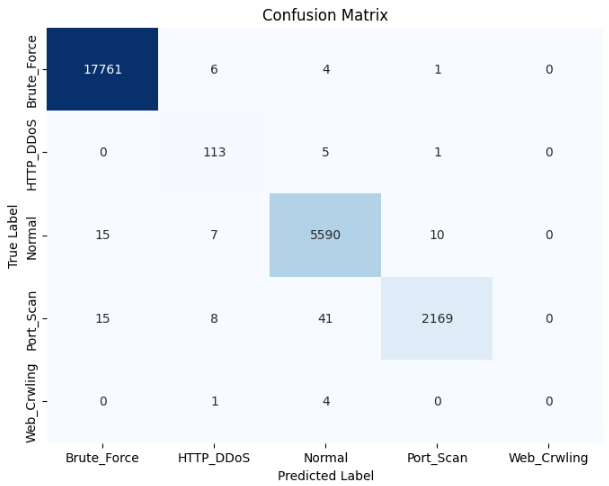 Confusion Matrix
True Label
Brute_Force 17761 6 4 1 0
HTTP_DDoS 0 113 5 1 0
Normal 15 7 5590 10 0
Port_Scan 15 8 41 2169 0
Web_Crwling 0 1 4 0 0
Brute_Force HTTP_DDoS Normal Port_Scan Web_Crwling
Predicted Label